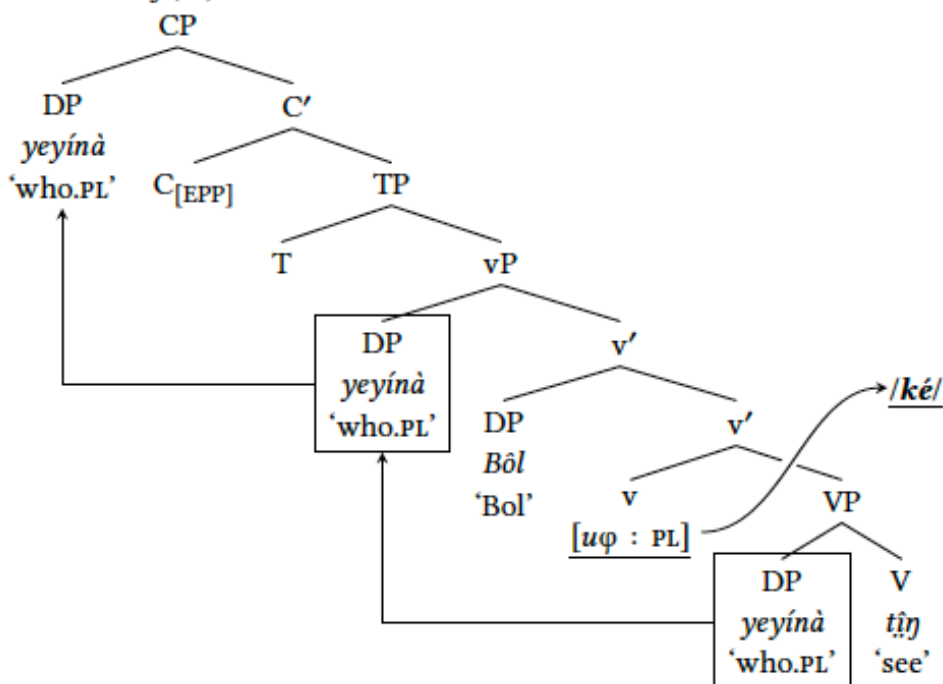 CP
DP
yeyínà
‘who.PL’
C′
C[EPP]
TP
T
vP
DP
yeyínà
‘who.PL’
v′
DP
Bôl
‘Bol’
v′
/ké/
v
[uφ : PL]
VP
DP
yeyínà
‘who.PL’
V
tî̤ŋ
‘see’